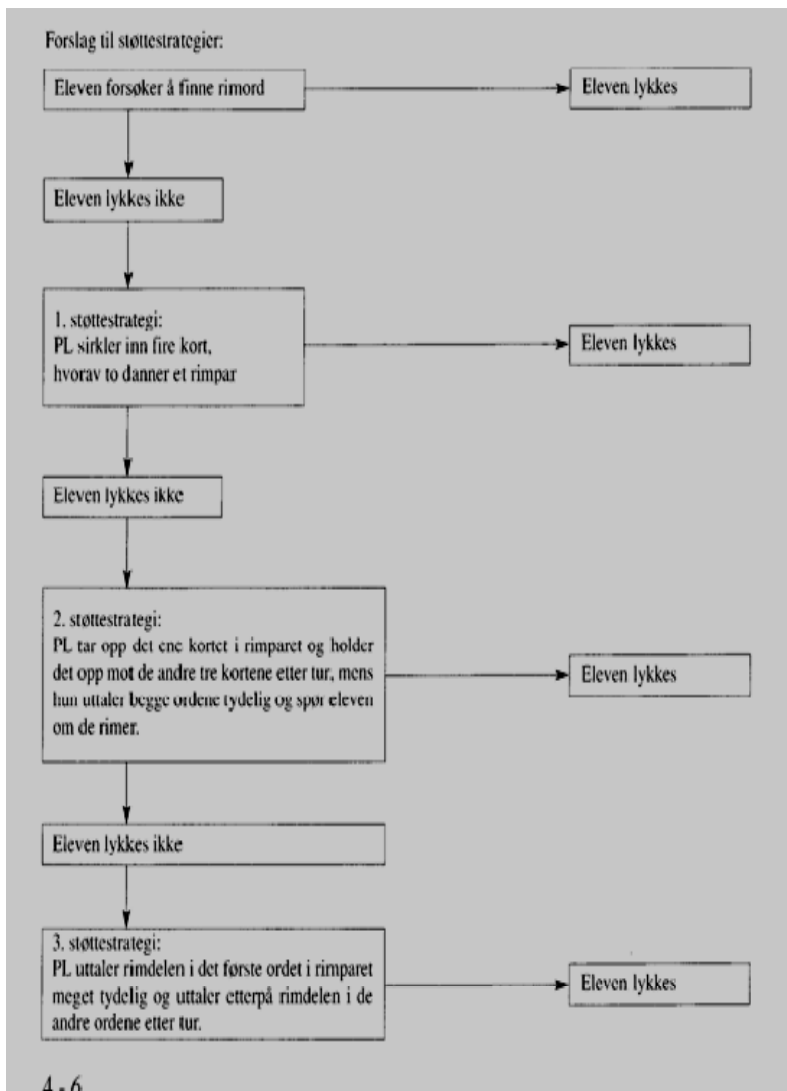 Forslag til støttestrategier:
Eleven forsøker å finne rimord
Eleven lykkes
Eleven lykkes ikke
1. støttestrategi:
PL sirkler inn fire kort,
hvorav to danner et rimpar
Eleven lykkes
Eleven lykkes ikke
2. støttestrategi:
PL tar opp det ene kortet i rimparet og holder
det opp mot de andre tre kortene etter tur, mens
hun uttaler begge ordene tydelig og spør eleven
om de rimer.
Eleven lykkes
Eleven lykkes ikke
3. støttestrategi:
PL uttaler rimdelen i det første ordet i rimparet
meget tydelig og uttaler etterpå rimdelen i de
andre ordene etter tur.
Eleven lykkes
4 - 6